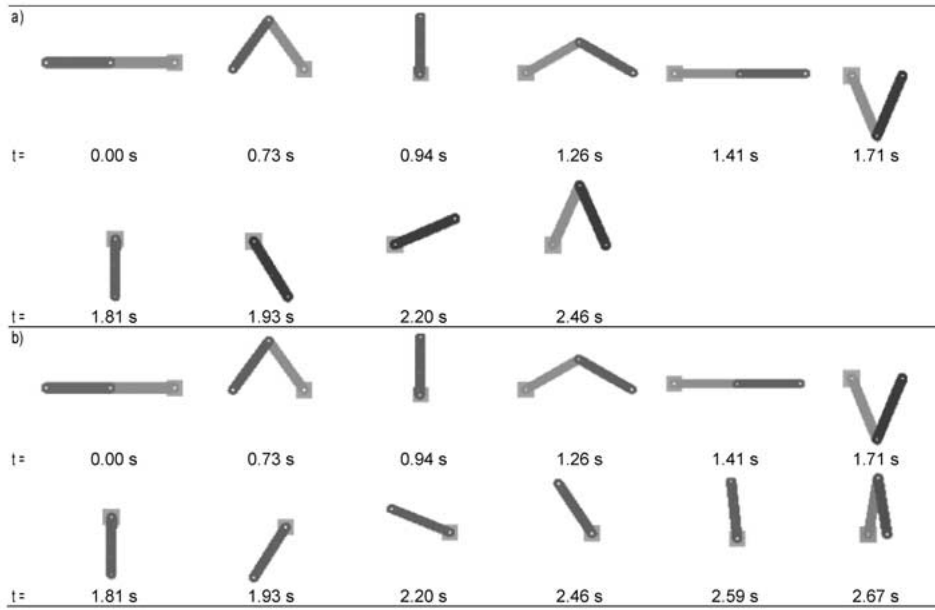 a)
t = 0.00 s 0.73 s 0.94 s 1.26 s 1.41 s 1.71 s
1.81 s 1.93 s 2.20 s 2.46 s
b)
t = 0.00 s 0.73 s 0.94 s 1.26 s 1.41 s 1.71 s
t = 1.81 s 1.93 s 2.20 s 2.46 s 2.59 s 2.67 s